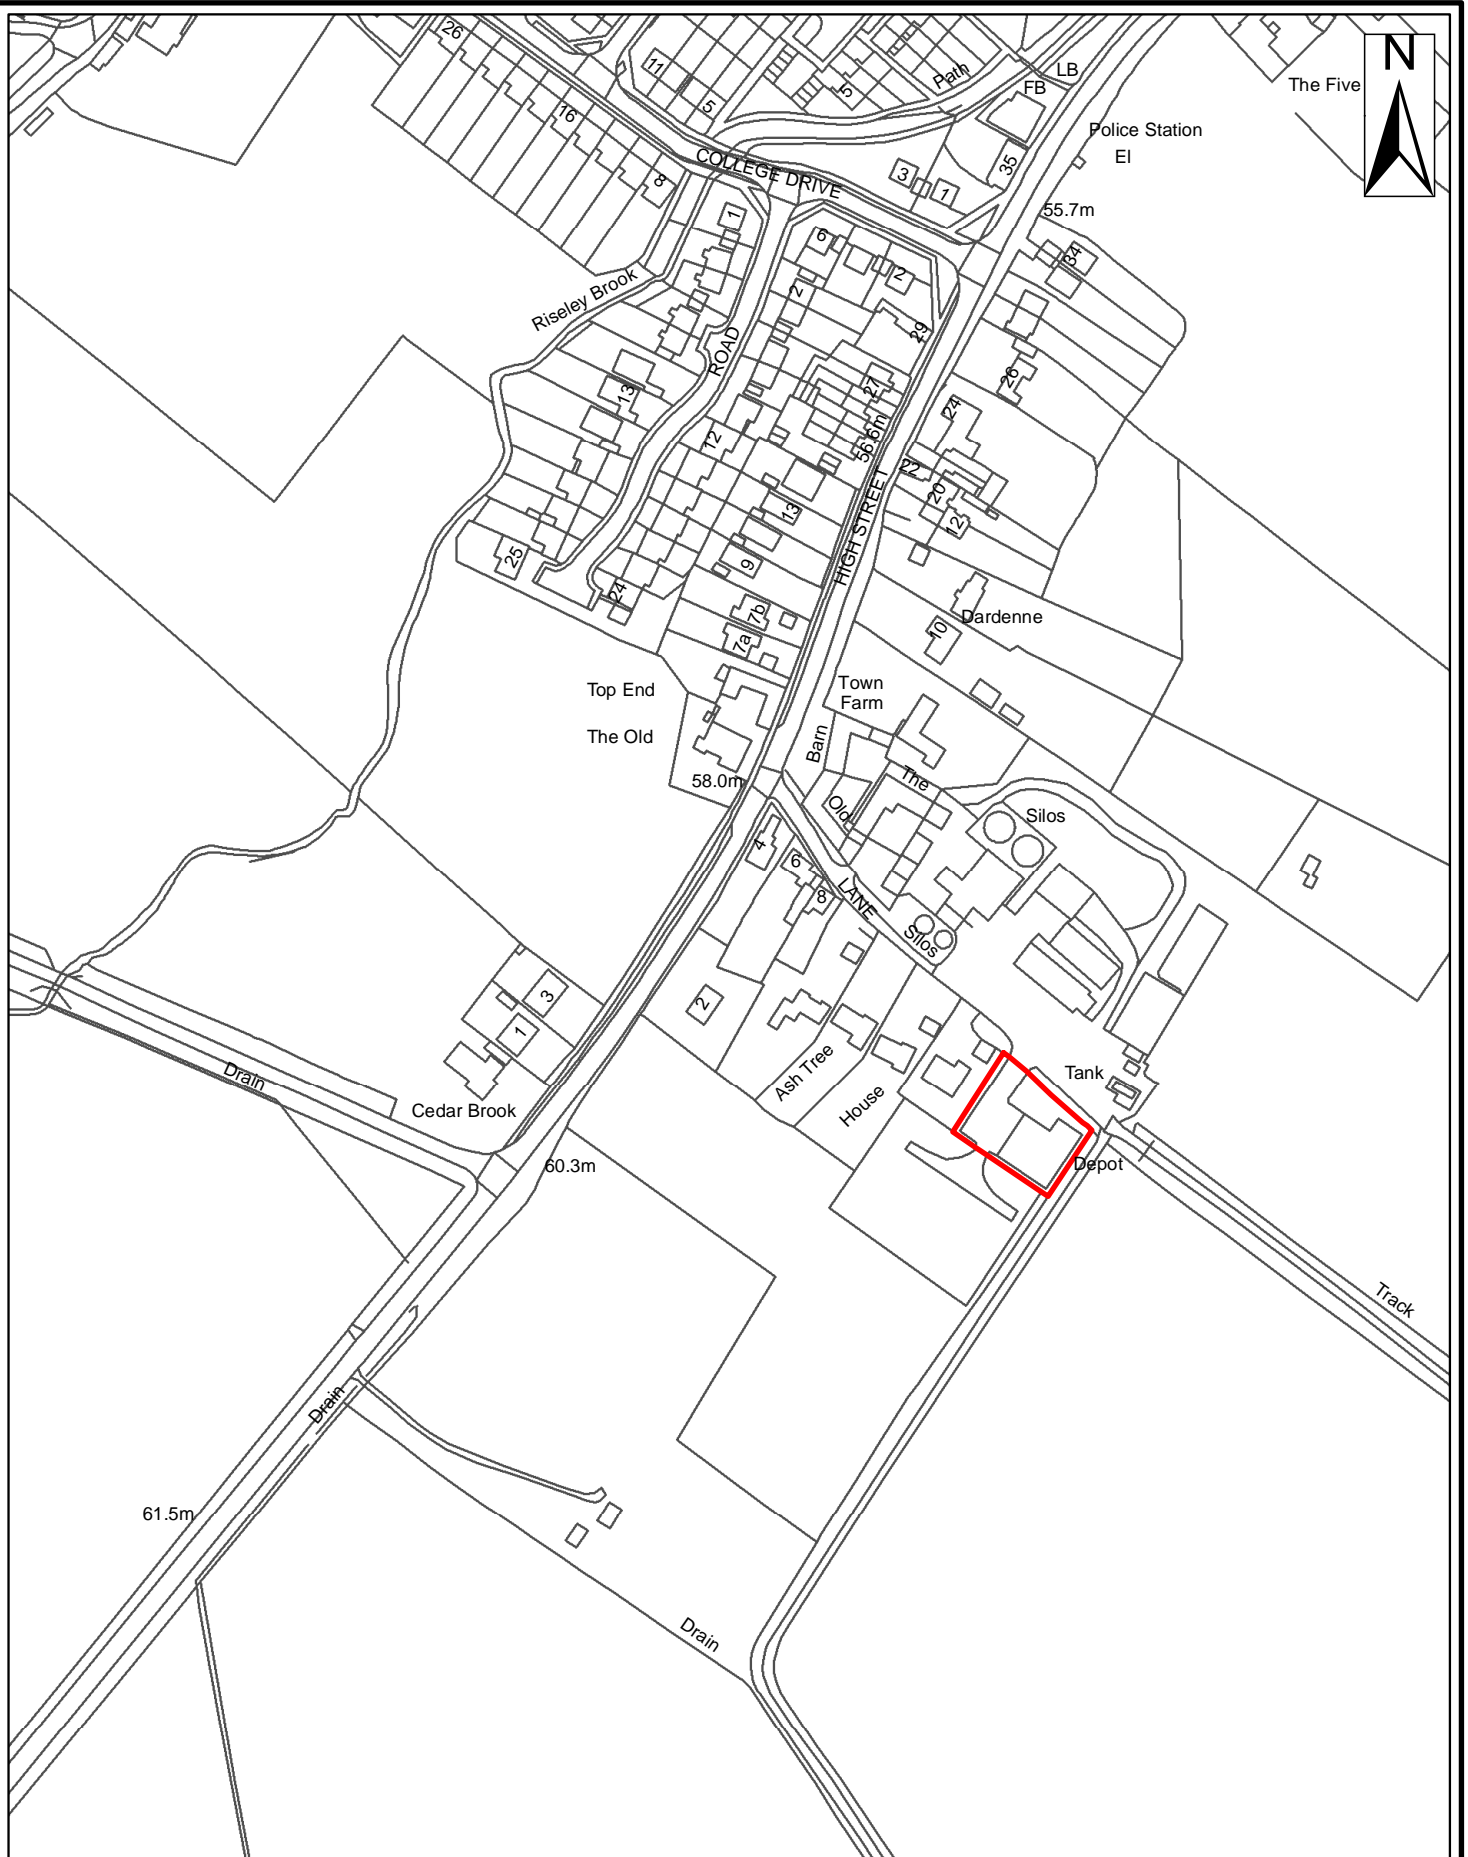 26
11
5
16
5
Path
LB
FB
The Five
N
Police Station
El
35
COLLEGE DRIVE
8
3
1
55.7m
1
6
2
34
Riseley Brook
2
29
ROAD
27
26
13
24
12
56.6m
22
20
12
13
HIGH STREET
25
9
24
7b
10
Dardenne
7a
Top End
Town
Farm
The Old
Barn
58.0m
The
Old
Silos
4
6
8
LANE
Silos
3
2
1
Drain
Cedar Brook
Ash Tree
House
Tank
60.3m
Depot
Track
Drain
61.5m
Drain